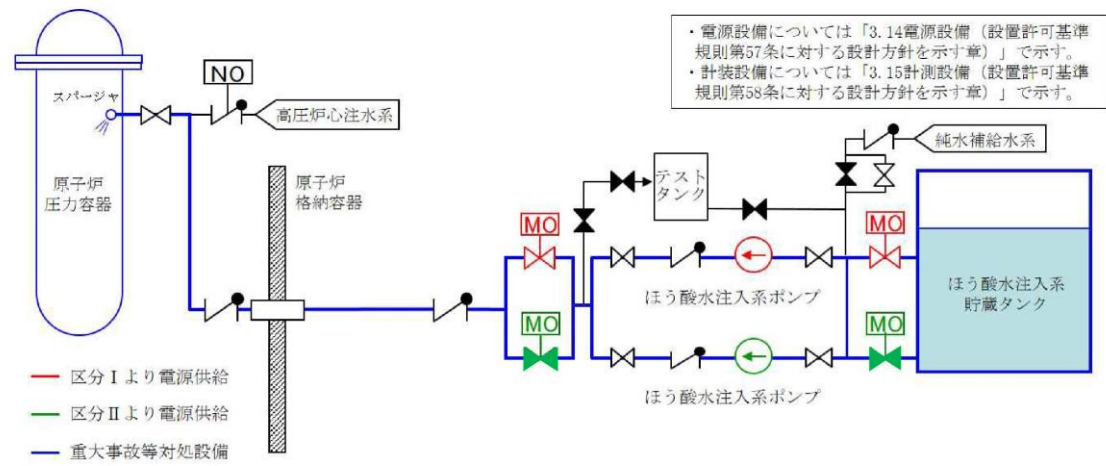 ・電源設備については「3.14電源設備（設置許可基準
規則第57条に対する設計方針を示す章）」で示す。
・計装設備については「3.15計測設備（設置許可基準
規則第58条に対する設計方針を示す章）」で示す。
NO
スパージャ
高圧炉心注水系
純水補給水系
原子炉
圧力容器
原子炉
格納容器
テスト
タンク
MO
MO
ほう酸水注入系ポンプ
ほう酸水注入系
貯蔵タンク
MO
MO
ほう酸水注入系ポンプ
区分Ⅰより電源供給
区分Ⅱより電源供給
重大事故等対処設備